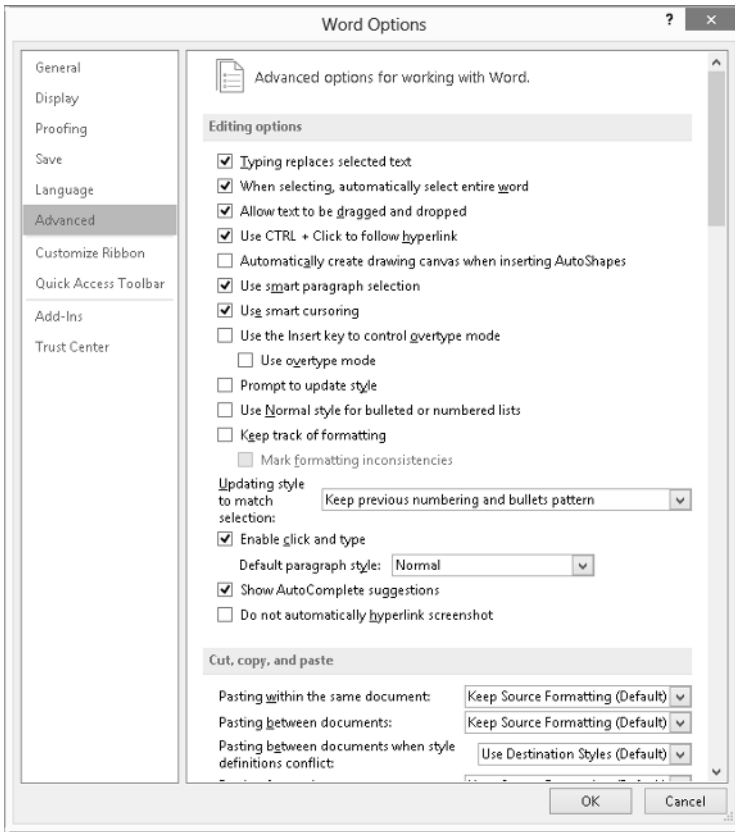 Word Options
?
×
General
Display
Proofing
Save
Language
Advanced
Customize Ribbon
Quick Access Toolbar
Add-Ins
Trust Center
Advanced options for working with Word.
Editing options
Typing replaces selected text
When selecting, automatically select entire word
Allow text to be dragged and dropped
Use CTRL + Click to follow hyperlink
Automatically create drawing canvas when inserting AutoShapes
Use smart paragraph selection
Use smart cursoring
Use the Insert key to control overtype mode
Use overtype mode
Prompt to update style
Use Normal style for bulleted or numbered lists
Keep track of formatting
Mark formatting inconsistencies
Updating style
to match
selection:
Keep previous numbering and bullets pattern
Enable click and type
Default paragraph style: Normal
Show AutoComplete suggestions
Do not automatically hyperlink screenshot
Cut, copy, and paste
Pasting within the same document: Keep Source Formatting (Default)
Pasting between documents: Keep Source Formatting (Default)
Pasting between documents when style
definitions conflict:
Use Destination Styles (Default)
OK Cancel